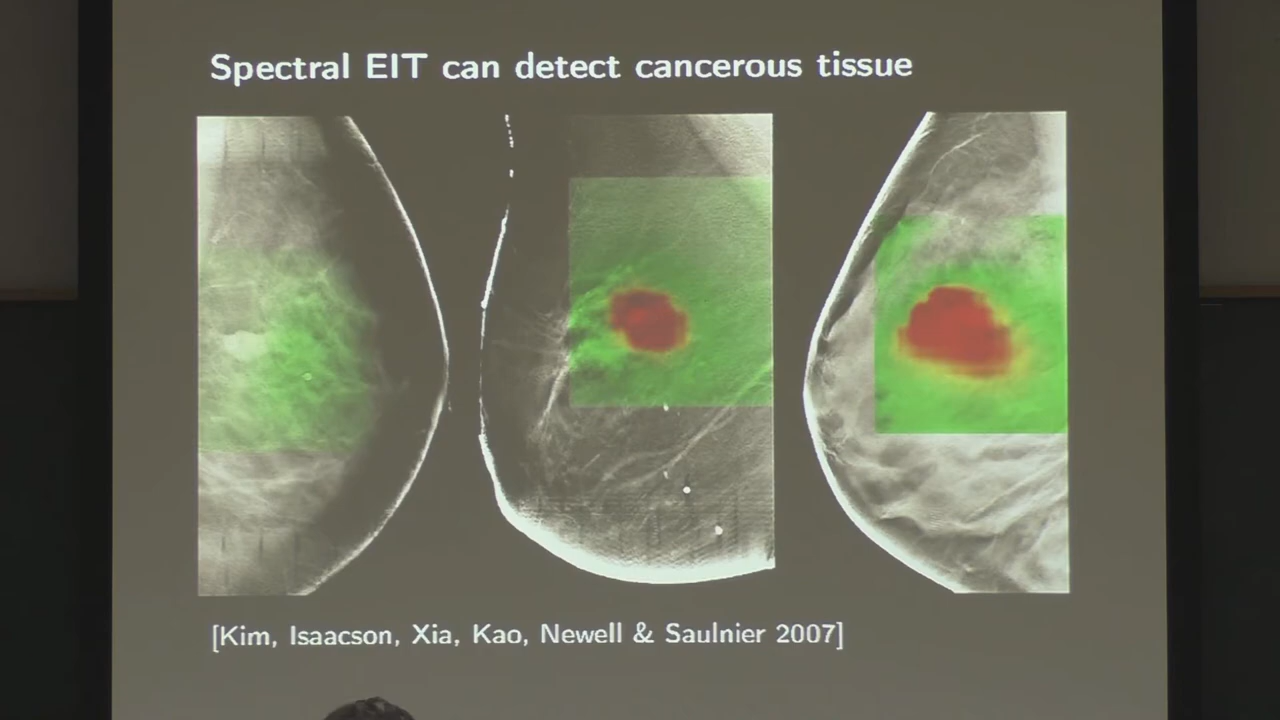 Spectral EIT can detect cancerous tissue
[Kim, Isaacson, Xia, Kao, Newell & Saulnier 2007]